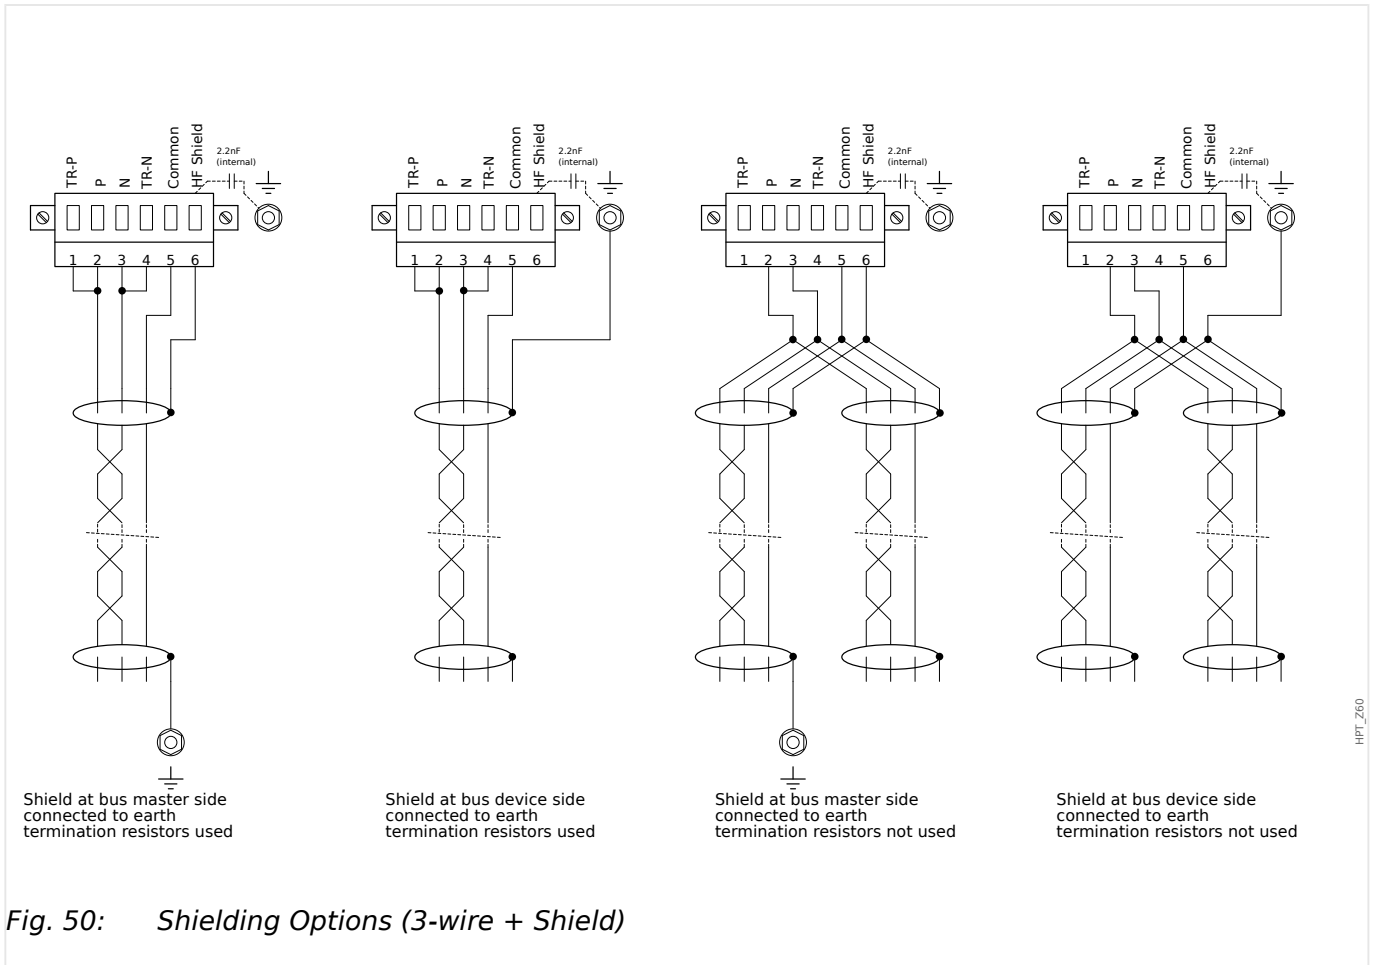 TR-P P N TR-N Common HF Shield
2.2nF
(internal)
1 2 3 4 5 6
Shield at bus master side
connected to earth
termination resistors used
TR-P P N TR-N Common HF Shield
2.2nF
(internal)
1 2 3 4 5 6
Shield at bus device side
connected to earth
termination resistors used
TR-P P N TR-N Common HF Shield
2.2nF
(internal)
1 2 3 4 5 6
Shield at bus master side
connected to earth
termination resistors not used
TR-P P N TR-N Common HF Shield
2.2nF
(internal)
1 2 3 4 5 6
Shield at bus device side
connected to earth
termination resistors not used
HPT_Z60
Fig. 50: Shielding Options (3-wire + Shield)